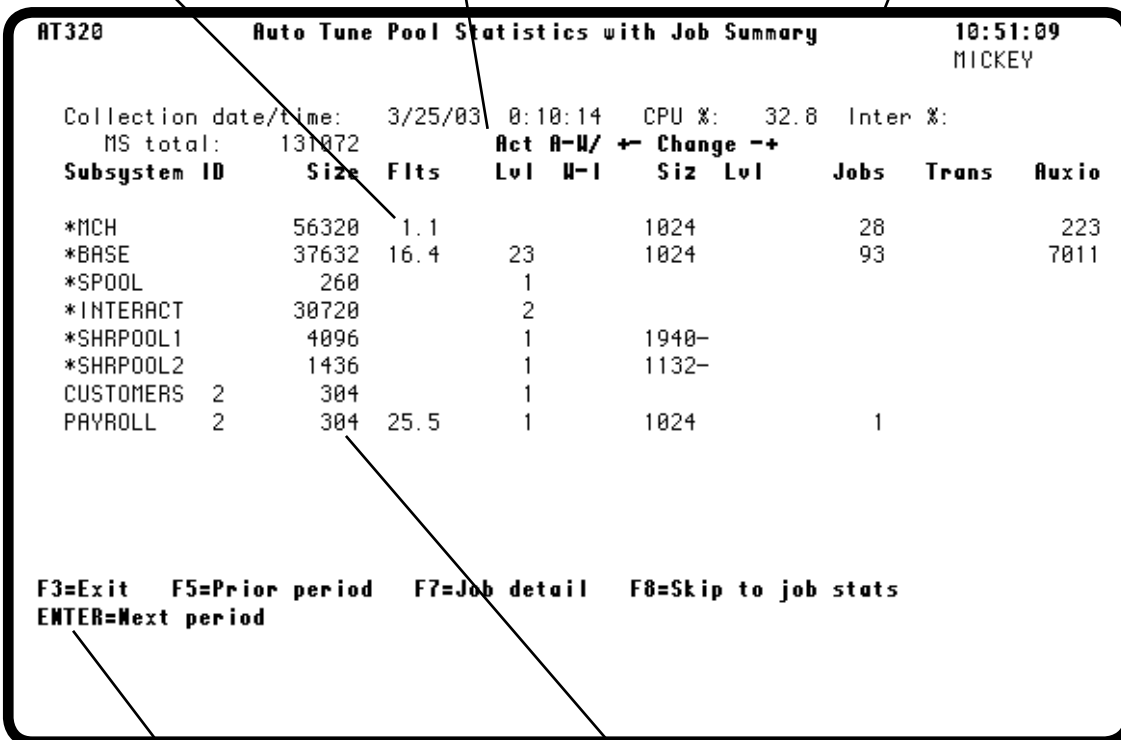 AT320 Auto Tune Pool Statistics with Job Summary 10:51:09
MICKEY
Collection date/time: 3/25/03 0:10:14 CPU %: 32.8 Inter %:
MS total: 131072 Act A-W/ +- Change -+
Subsystem ID Size Flts Lvl W-I Siz Lvl Jobs Trans Auxio
*MCH 56320 1.1 1024 28 223
*BASE 37632 16.4 23 1024 93 7011
*SPOOL 260 1
*INTERACT 30720 2
*SHRPOOL1 4096 1 1940-
*SHRPOOL2 1436 1 1132-
CUSTOMERS 2 304 1
PAYROLL 2 304 25.5 1 1024 1
F3=Exit F5=Prior period F7=Job detail F8=Skip to job stats
ENTER=Next period